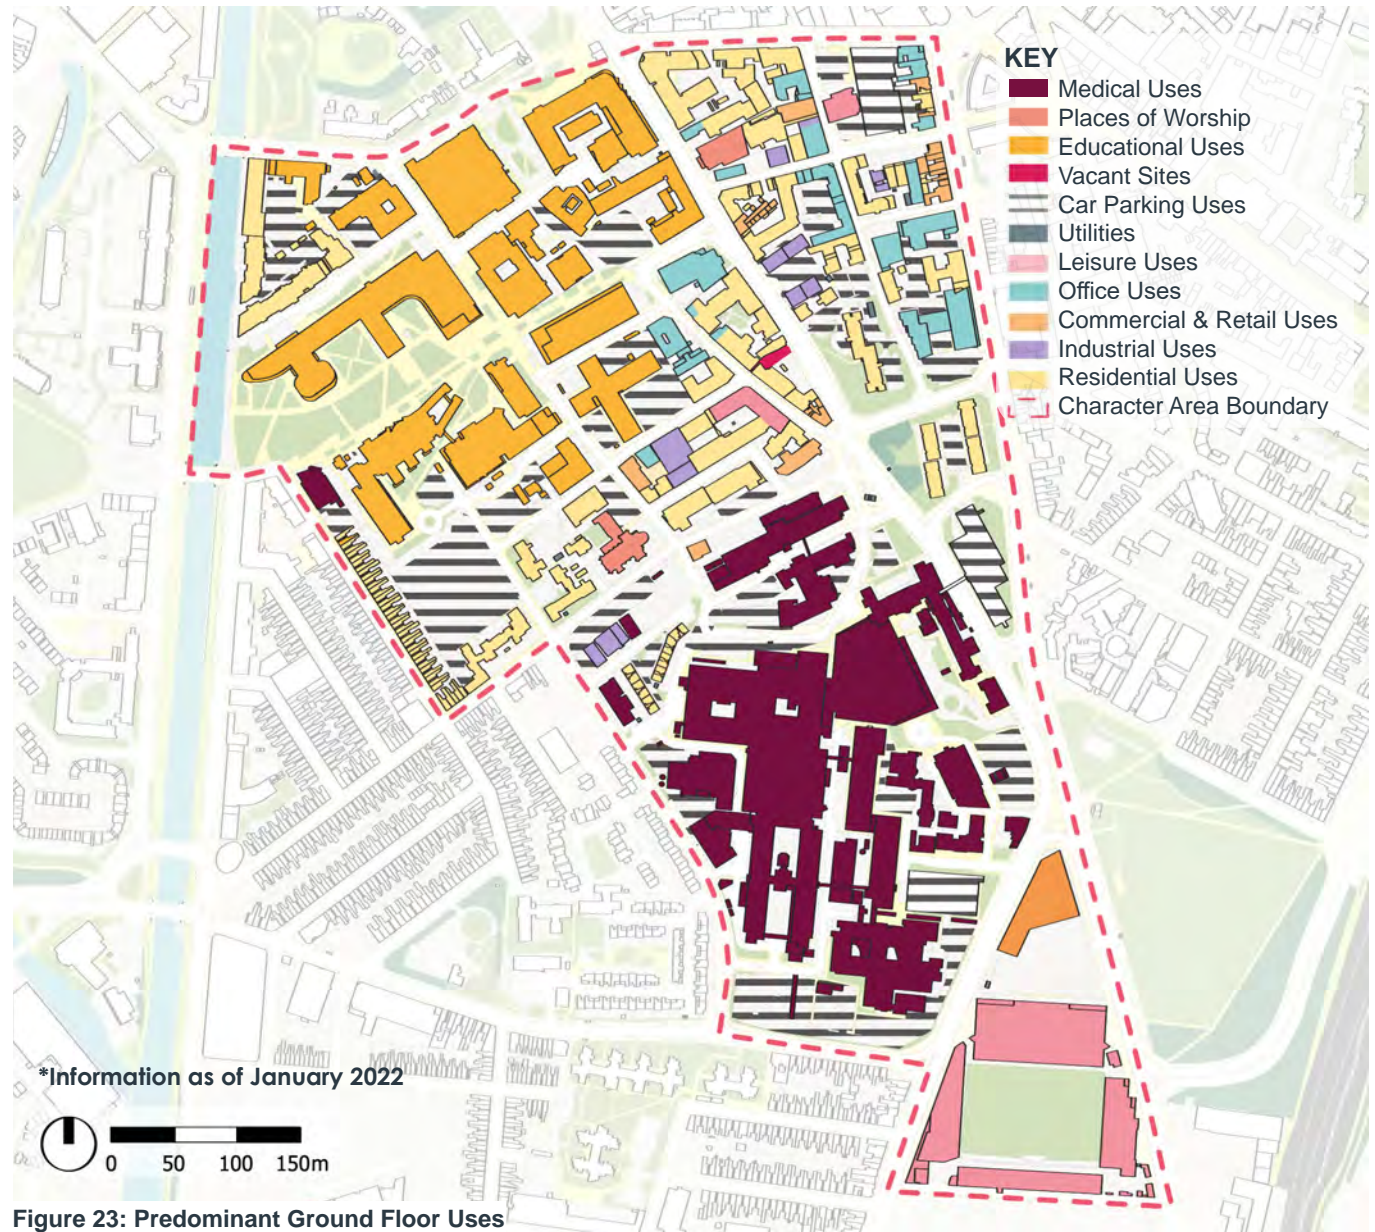 KEY
Medical Uses
Places of Worship
Educational Uses
Vacant Sites
Car Parking Uses
Utilities
Leisure Uses
Office Uses
Commercial & Retail Uses
Industrial Uses
Residential Uses
Character Area Boundary
*Information as of January 2022
0 50 100 150m
Figure 23: Predominant Ground Floor Uses